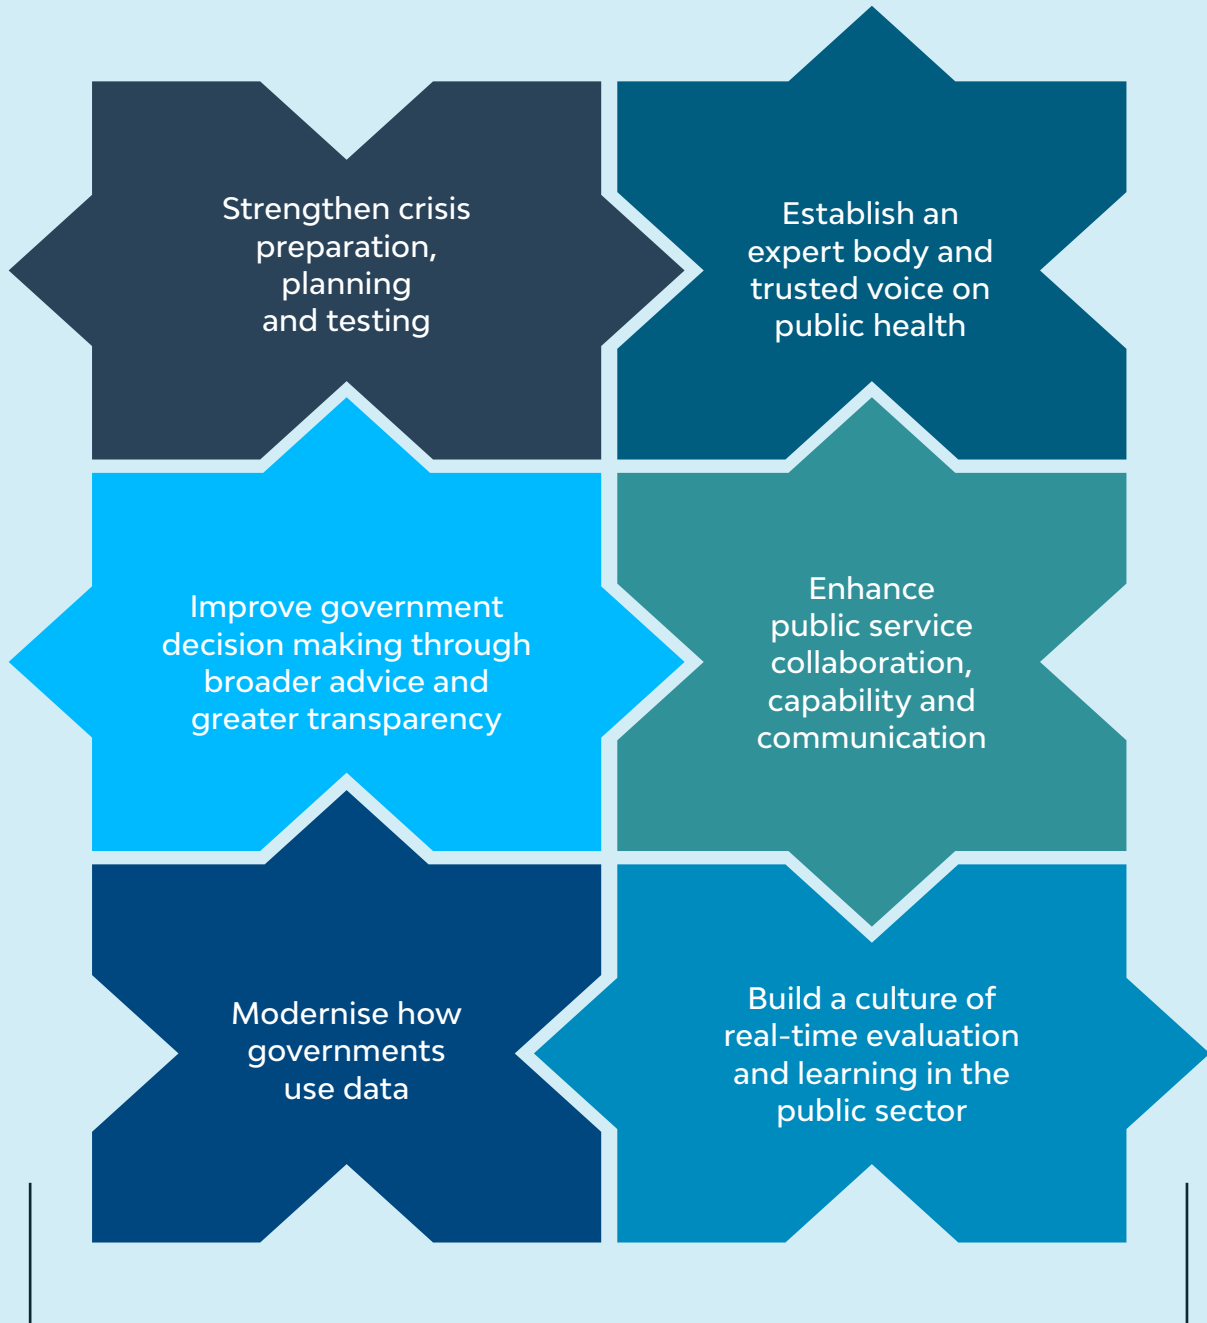 Strengthen crisis
preparation,
planning
and testing
Establish an
expert body and
trusted voice on
public health
Improve government
decision making through
broader advice and
greater transparency
Enhance
public service
collaboration,
capability and
communication
Modernise how
governments
use data
Build a culture of
real-time evaluation
and learning in the
public sector